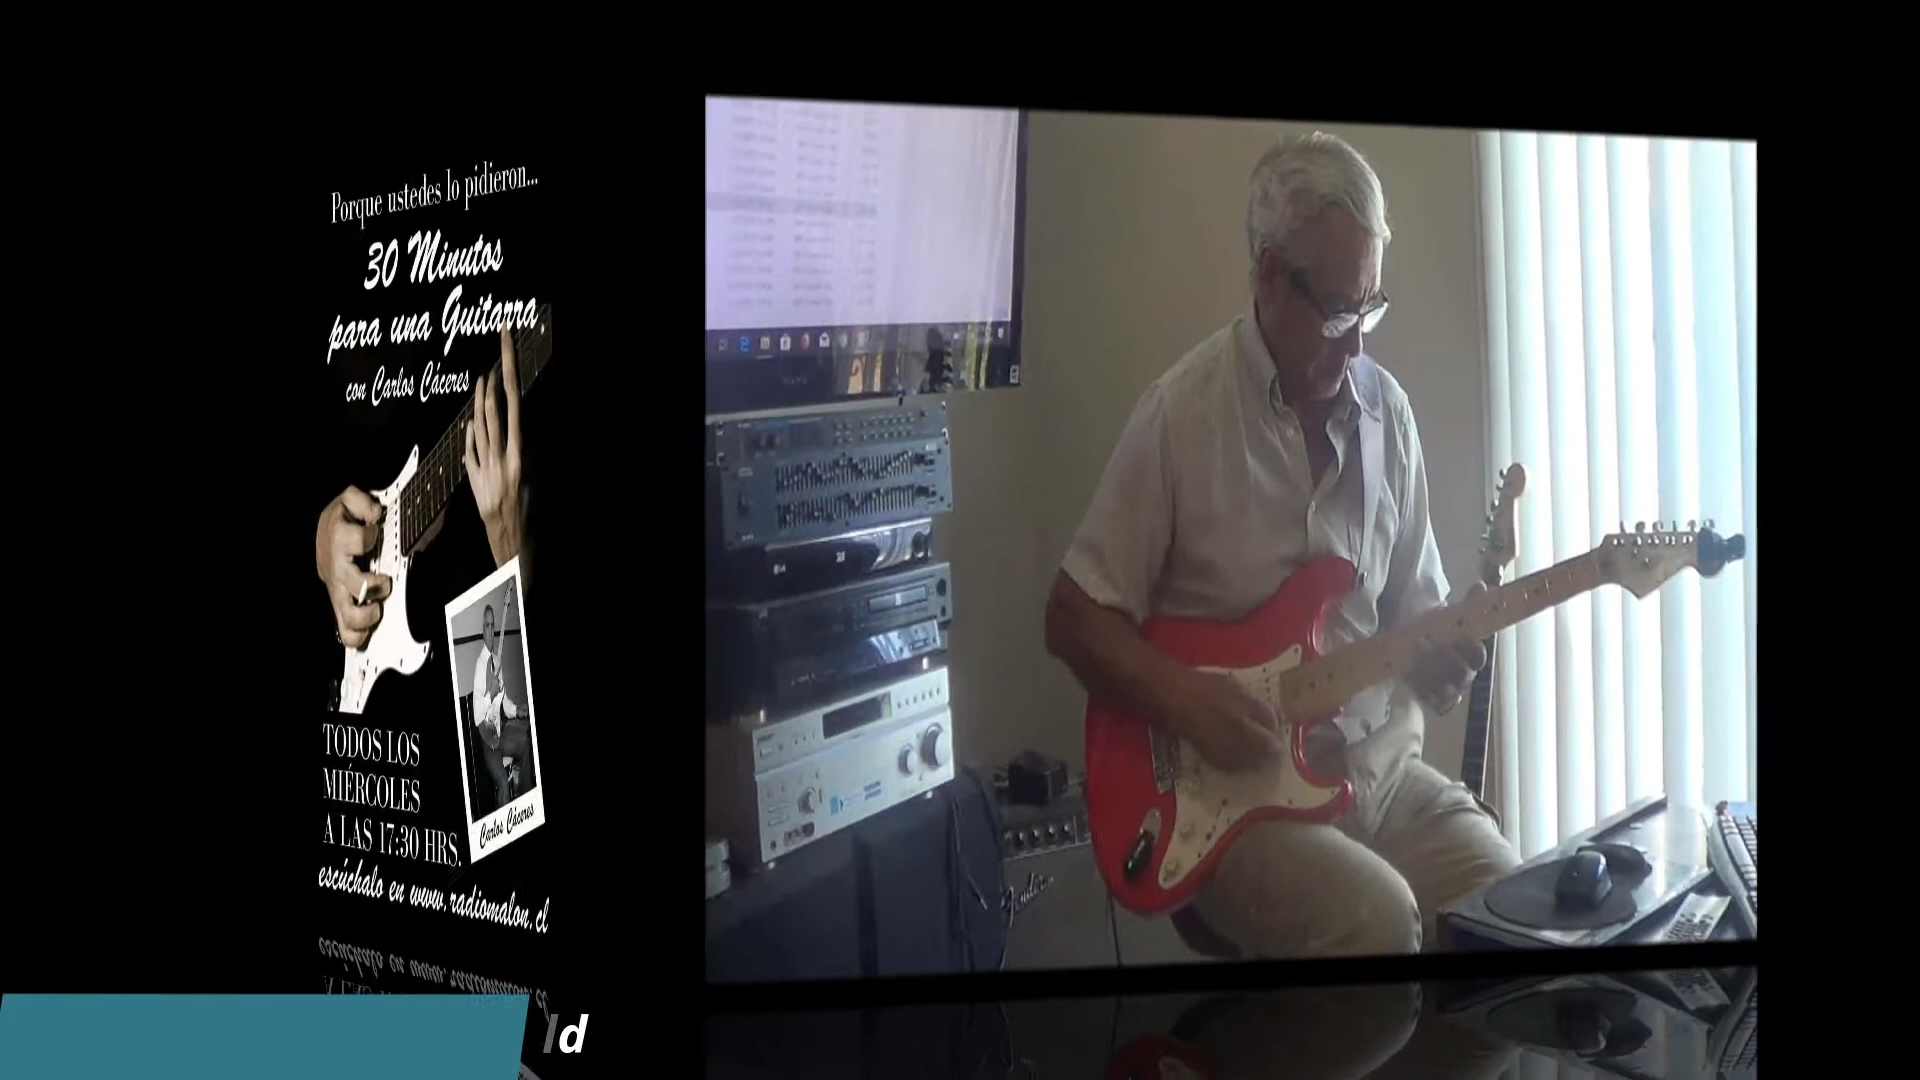 Porque ustedes lo pidieron...
30 Minutos
para una Guitarra
con Carlos Cáceres
Carlos Cáceres
TODOS LOS
MIÉRCOLES
A LAS 17:30 HRS.
escúchalo en www.radiomalon.cl
Fender
ld